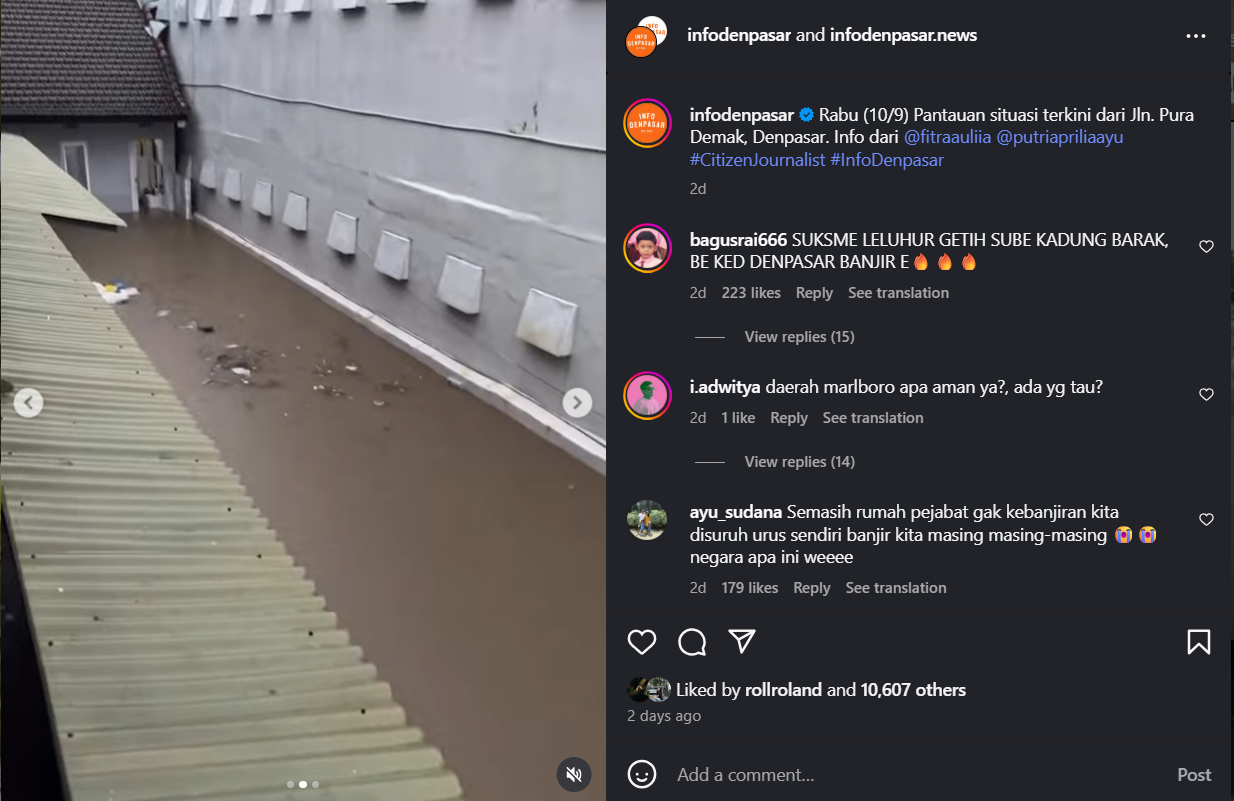 infodenpasar and infodenpasar.news
INFO
DENPASAR
infodenpasar Rabu (10/9) Pantauan situasi terkini dari Jln. Pura
Demak, Denpasar. Info dari @fitraauliia @putriapriliaayu
#CitizenJournalist #InfoDenpasar
2d
bagusrai666 SUKSME LELUHUR GETIH SUBE KADUNG BARAK,
BE KED DENPASAR BANJIR E🔥 🔥 🔥
2d 223 likes Reply See translation
View replies (15)
i.adwitya daerah marlboro apa aman ya?, ada yg tau?
2d 1 like Reply See translation
View replies (14)
ayu_sudana Semasih rumah pejabat gak kebanjiran kita
disuruh urus sendiri banjir kita masing masing-masing 😭 😭
negara apa ini weeee
2d 179 likes Reply See translation
Liked by rollroland and 10,607 others
2 days ago
Add a comment... Post